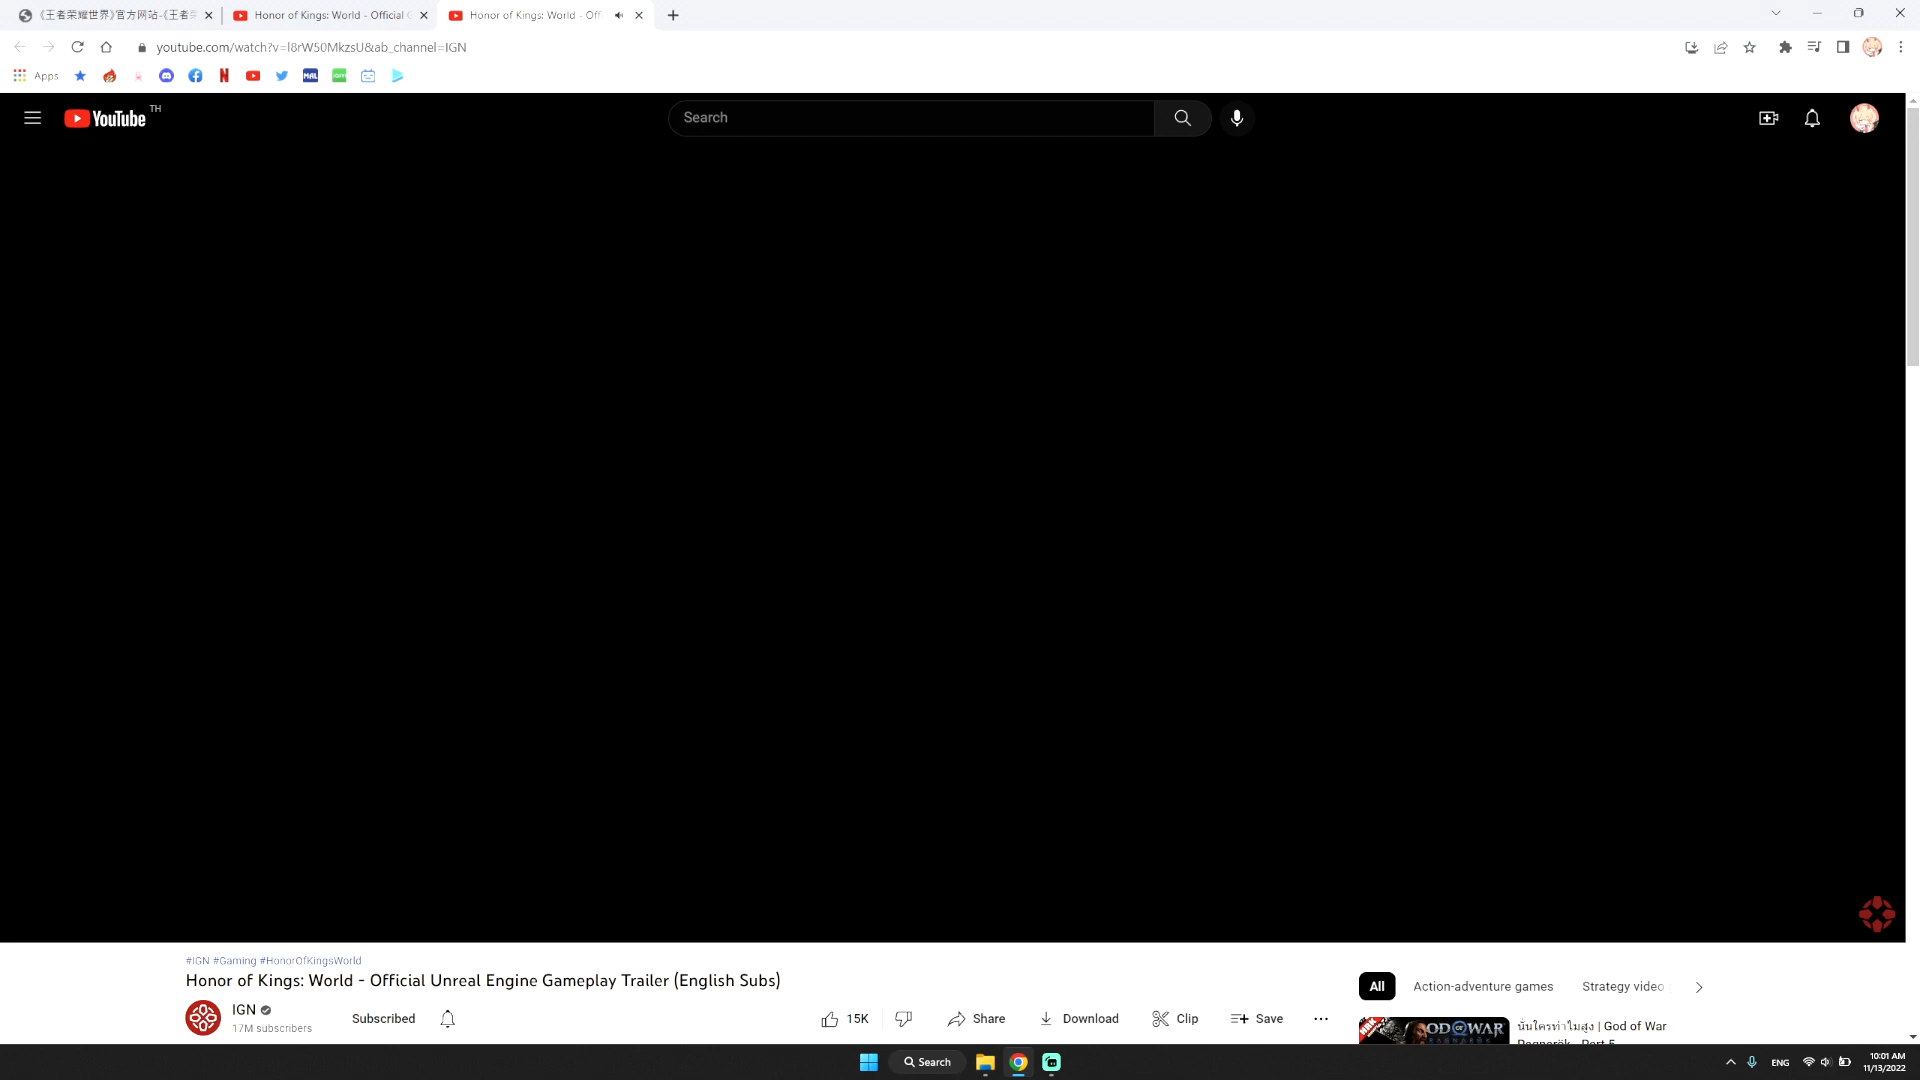 《王者荣耀世界》官方网站-《王者
Honor of Kings: World - Official
Honor of Kings: World - Off
youtube.com/watch?v=l8rW50MkzsU&ab_channel=IGN
Apps
MAL
YouTube TH
Search
#IGN #Gaming #HonorOfKingsWorld
Honor of Kings: World - Official Unreal Engine Gameplay Trailer (English Subs)
IGN
17M subscribers
Subscribed
15K
Share
Download
Clip
Save
All
Action-adventure games
Strategy video
OD OF WAR
นั่นใครท่าไมสูง | God of War
Search
ENG
10:01 AM
11/13/2022